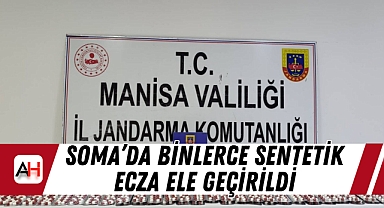 T.C.
MANİSA VALİLİĞİ
İL JANDARMA KOMUTANLIĞI
AH
SOMA'DA BİNLERCE SENTETİK
ECZA ELE GEÇİRİLDİ